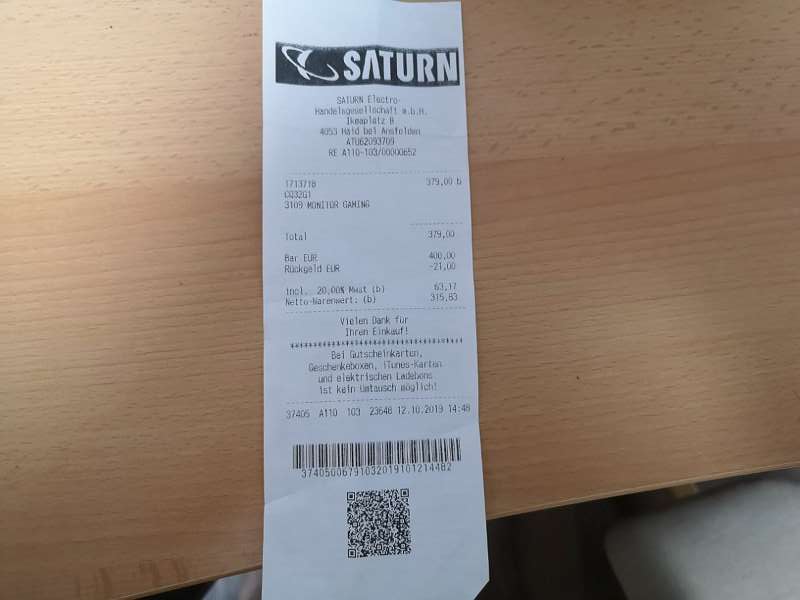 SATURN
SATURN Electro-
Handelsgesellschaft m.b.H.
Ikeaplatz 8
4053 Haid bei Ansfelden
ATU62093709
RE A110-103/00000652
1713718 379,00 b
CQ32G1
3109 MONITOR GAMING
Total 379,00
Bar EUR 400,00
Rückgeld EUR -21,00
incl. 20,00% Mwst (b) 63,17
Netto-Warenwert: (b) 315,83
Vielen Dank für
Ihren Einkauf!
Bei Gutscheinkarten,
Geschenkeboxen, iTunes-Karten
und elektrischen Ladebons
ist kein Umtausch möglich!
37405 A110 103 23648 12.10.2019 14:48